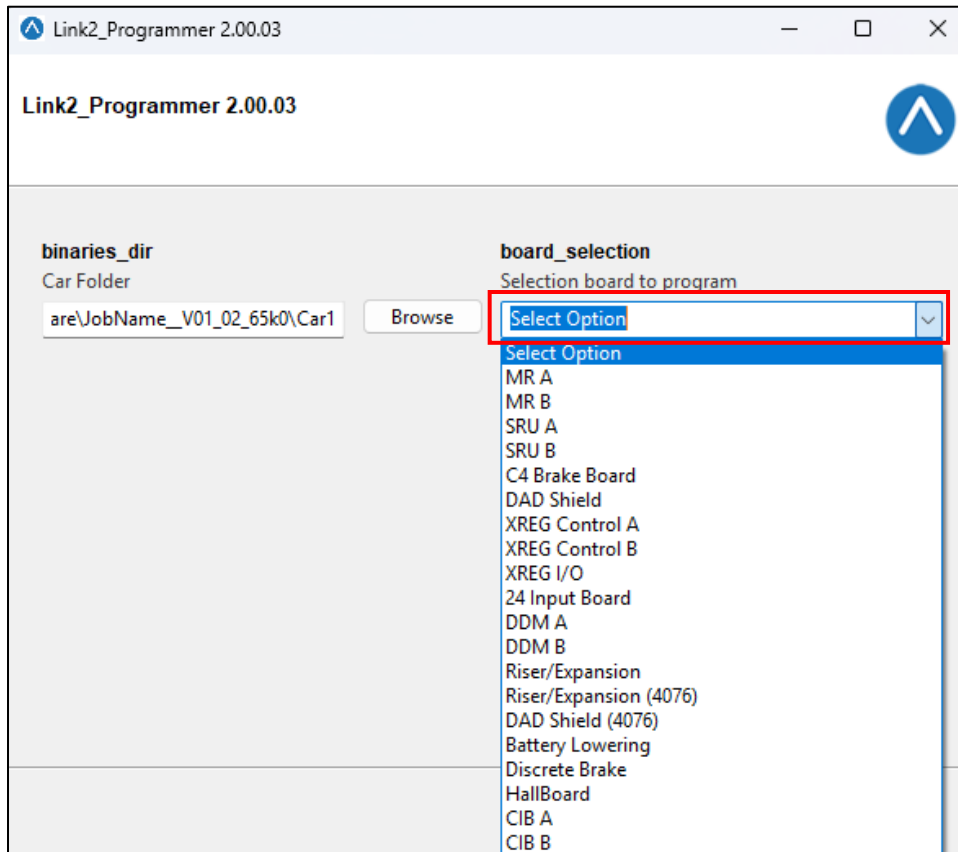 Link2_Programmer 2.00.03
Link2_Programmer 2.00.03
binaries_dir
Car Folder
are\JobName__V01_02_65k0\Car1
Browse
board_selection
Selection board to program
Select Option
Select Option
MR A
MR B
SRU A
SRU B
C4 Brake Board
DAD Shield
XREG Control A
XREG Control B
XREG I/O
24 Input Board
DDM A
DDM B
Riser/Expansion
Riser/Expansion (4076)
DAD Shield (4076)
Battery Lowering
Discrete Brake
HallBoard
CIB A
CIB B